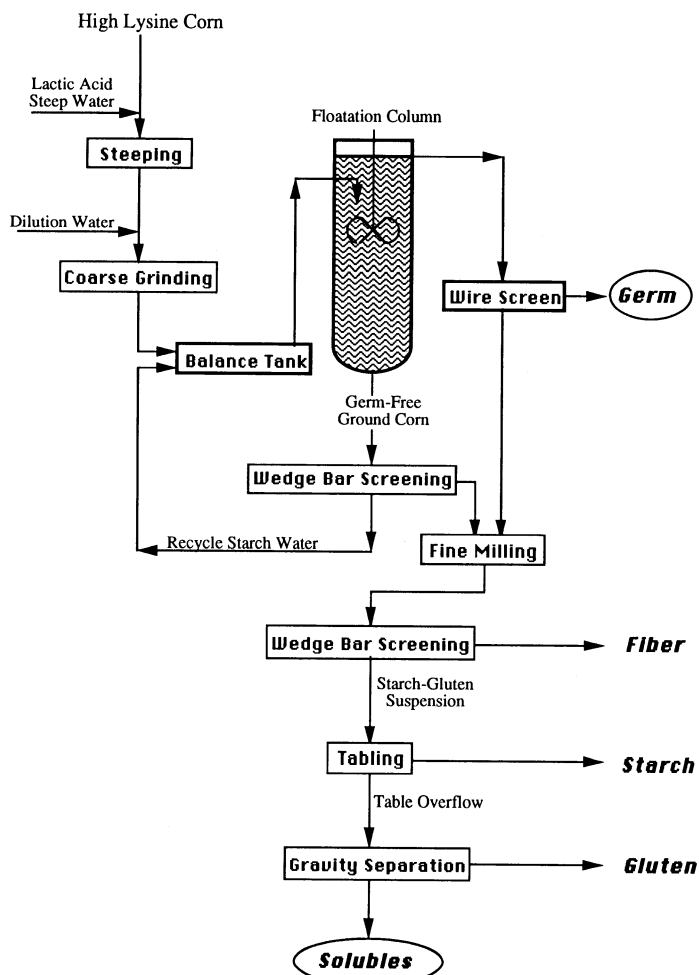 High Lysine Corn
Lactic Acid
Steep Water
Floatation Column
Steeping
Dilution Water
Coarse Grinding
Wire Screen
Germ
Balance Tank
Germ-Free
Ground Corn
Wedge Bar Screening
Recycle Starch Water
Fine Milling
Wedge Bar Screening
Fiber
Starch-Gluten
Suspension
Tabling
Starch
Table Overflow
Gravity Separation
Gluten
Solubles